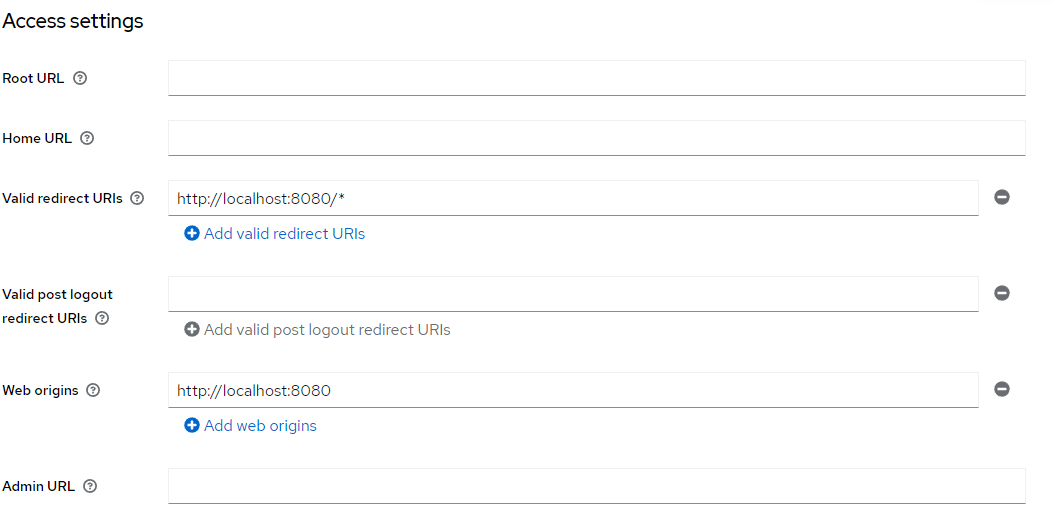 Access settings
Root URL
Home URL
Valid redirect URIs
http://localhost:8080/*
Add valid redirect URIs
Valid post logout
redirect URIs
Add valid post logout redirect URIs
Web origins
http://localhost:8080
Add web origins
Admin URL